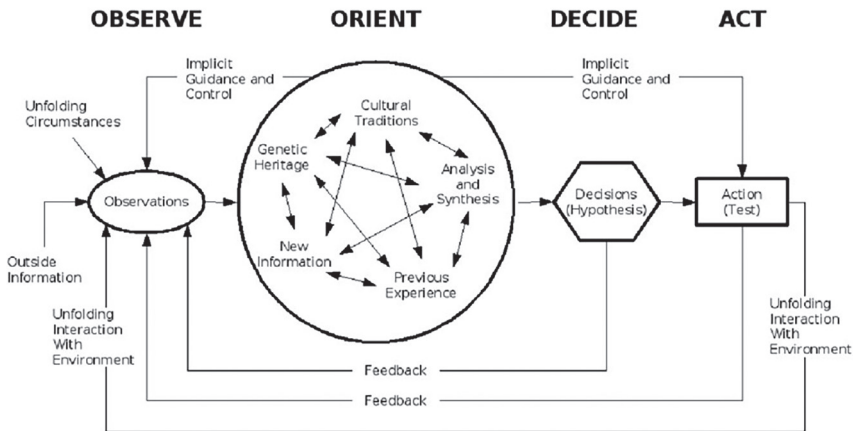 OBSERVE
ORIENT
DECIDE
ACT
Implicit
Guidance and
Control
Implicit
Guidance and
Control
Unfolding
Circumstances
Cultural
Traditions
Genetic
Heritage
Analysis
and
Synthesis
Observations
Decisions
(Hypothesis)
Action
(Test)
New
Information
Previous
Experience
Outside
Information
Unfolding
Interaction
With
Environment
Unfolding
Interaction
With
Environment
Feedback
Feedback